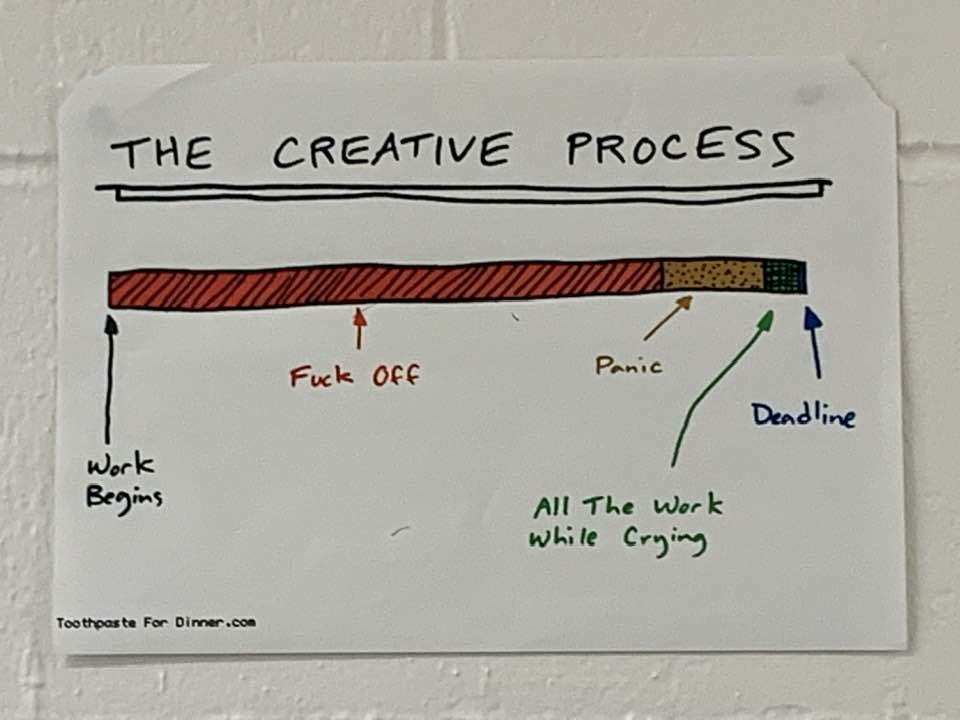 THE CREATIVE PROCESS
Fuck Off
Panic
Deadline
Work
Begins
All The Work
While Crying
Toothpaste For Dinner.com